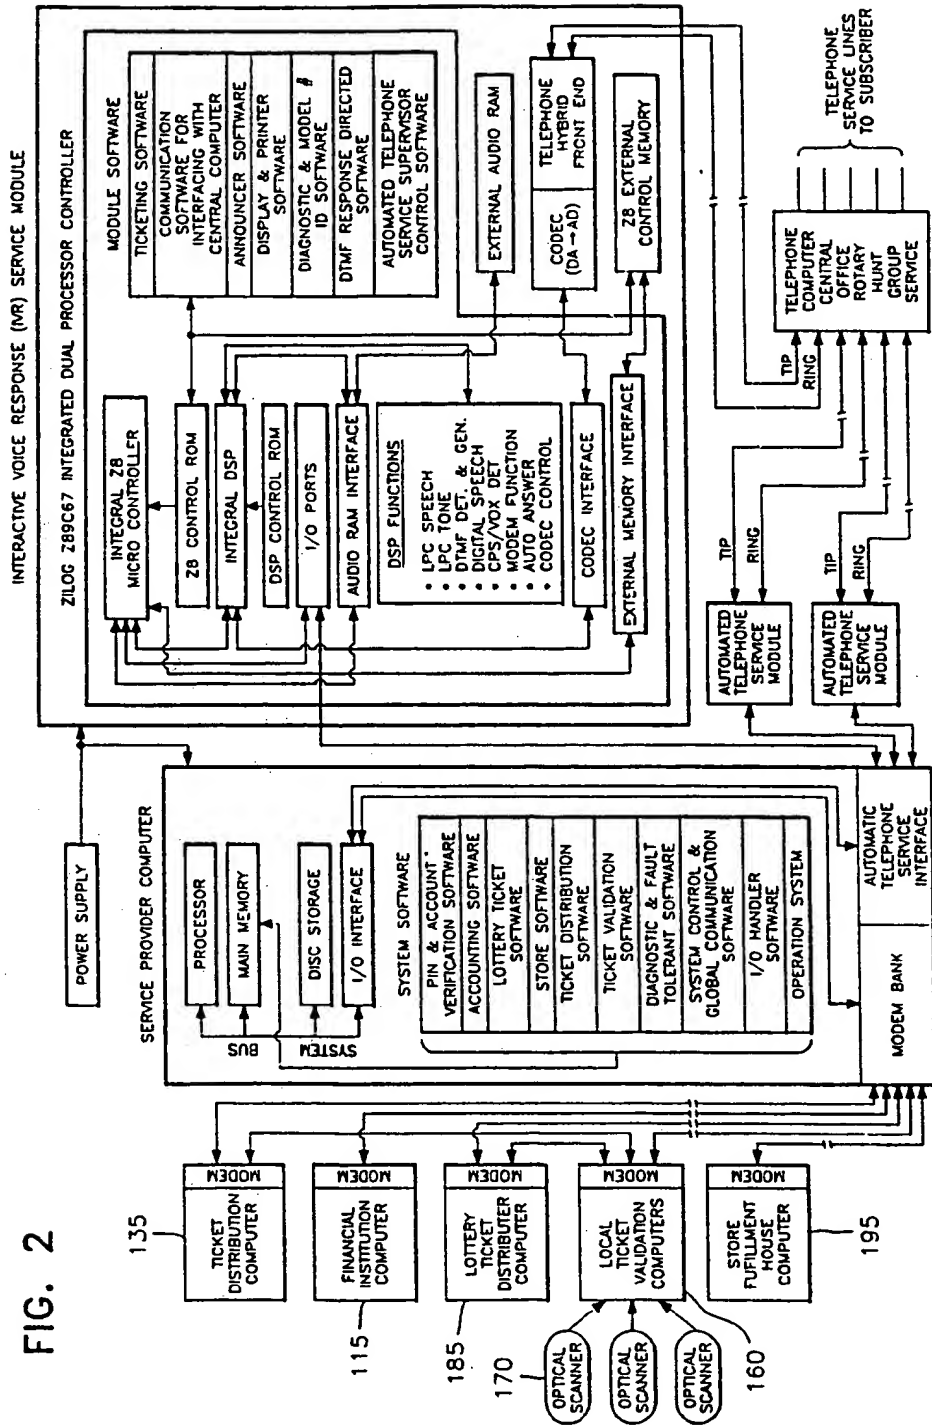 FIG. 2
INTERACTIVE VOICE RESPONSE (IVR) SERVICE MODULE
ZILOG Z89C67 INTEGRATED DUAL PROCESSOR CONTROLLER
POWER SUPPLY
SERVICE PROVIDER COMPUTER
PROCESSOR
MAIN MEMORY
DISC STORAGE
I/O INTERFACE
SYSTEM
BUS
SYSTEM SOFTWARE
PIN & ACCOUNT
VERIFICATION SOFTWARE
ACCOUNTING SOFTWARE
LOTTERY TICKET
SOFTWARE
STORE SOFTWARE
TICKET DISTRIBUTION
SOFTWARE
TICKET VALIDATION
SOFTWARE
DIAGNOSTIC & FAULT
TOLERANT SOFTWARE
SYSTEM CONTROL &
GLOBAL COMMUNICATION
SOFTWARE
I/O HANDLER
SOFTWARE
OPERATION SYSTEM
MODEM BANK
AUTOMATIC
TELEPHONE
SERVICE
INTERFACE
135
TICKET
DISTRIBUTION
COMPUTER
MODEM
115
FINANCIAL
INSTITUTION
COMPUTER
MODEM
185
LOTTERY
TICKET
DISTRIBUTER
COMPUTER
MODEM
170
OPTICAL
SCANNER
OPTICAL
SCANNER
OPTICAL
SCANNER
LOCAL
TICKET
VALIDATION
COMPUTERS
MODEM
160
STORE
FUFILLMENT
HOUSE
COMPUTER
MODEM
195
INTEGRAL Z8
MICRO CONTROLLER
Z8 CONTROL ROM
INTEGRAL DSP
DSP CONTROL ROM
I/O PORTS
AUDIO RAM INTERFACE
DSP FUNCTIONS
• LPC SPEECH
• LPC TONE
• DTMF DET. & GEN.
• DIGITAL SPEECH
• CPS/VOX DET
• MODEM FUNCTION
• AUTO ANSWER
• CODEC CONTROL
CODEC INTERFACE
EXTERNAL MEMORY INTERFACE
MODULE SOFTWARE
TICKETING SOFTWARE
COMMUNICATION
SOFTWARE FOR
INTERFACING WITH
CENTRAL COMPUTER
ANNOUNCER SOFTWARE
DISPLAY & PRINTER
SOFTWARE
DIAGNOSTIC & MODEL #
ID SOFTWARE
DTMF RESPONSE DIRECTED
SOFTWARE
AUTOMATED TELEPHONE
SERVICE SUPERVISOR
CONTROL SOFTWARE
EXTERNAL AUDIO RAM
CODEC
(DA→AD)
TELEPHONE
HYBRID
FRONT END
Z8 EXTERNAL
CONTROL MEMORY
AUTOMATED
TELEPHONE
SERVICE
MODULE
TIP
RING
AUTOMATED
TELEPHONE
SERVICE
MODULE
TIP
RING
TIP
RING
TELEPHONE
COMPUTER
CENTRAL
OFFICE
ROTARY
HUNT
GROUP
SERVICE
TELEPHONE
SERVICE LINES
TO SUBSCRIBER